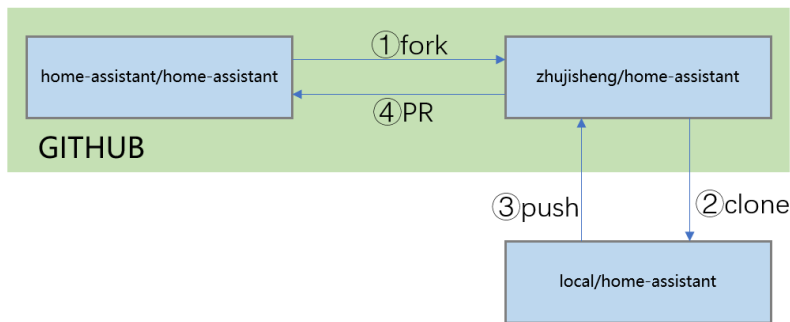 ①fork
home-assistant/home-assistant
zhujisheng/home-assistant
④PR
GITHUB
③push
②clone
local/home-assistant